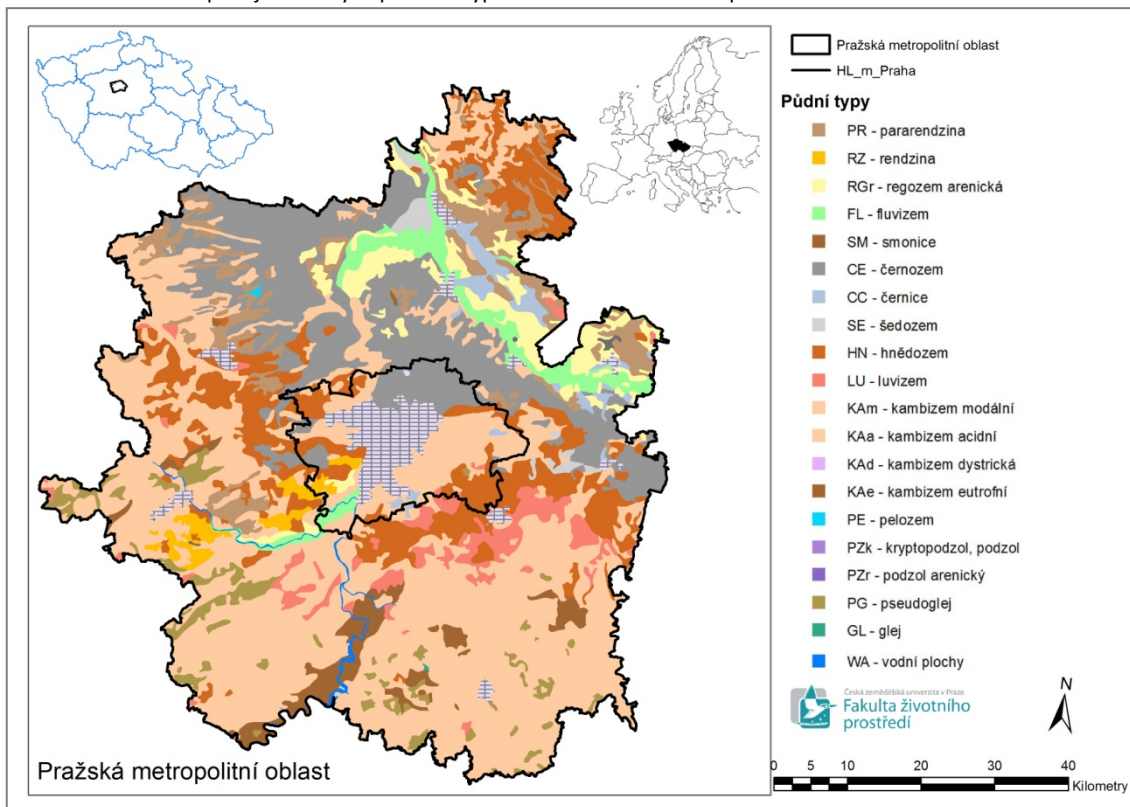 Pražská metropolitní oblast
HL_m_Praha
Půdní typy
PR - pararendzina
RZ - rendzina
RGr - regozem arenická
FL - fluvizem
SM - smonice
CE - černozem
CC - černice
SE - šedozem
HN - hnědozem
LU - luvizem
KAm - kambizem modální
KAa - kambizem acidní
KAd - kambizem dystrická
KAe - kambizem eutrofní
PE - pelozem
PZk - kryptopodzol, podzol
PZr - podzol arenický
PG - pseudoglej
GL - glej
WA - vodní plochy
Česká zemědělská univerzita v Praze
Fakulta životního
prostředí
N
0 5 10 20 30 40
Kilometry
Pražská metropolitní oblast